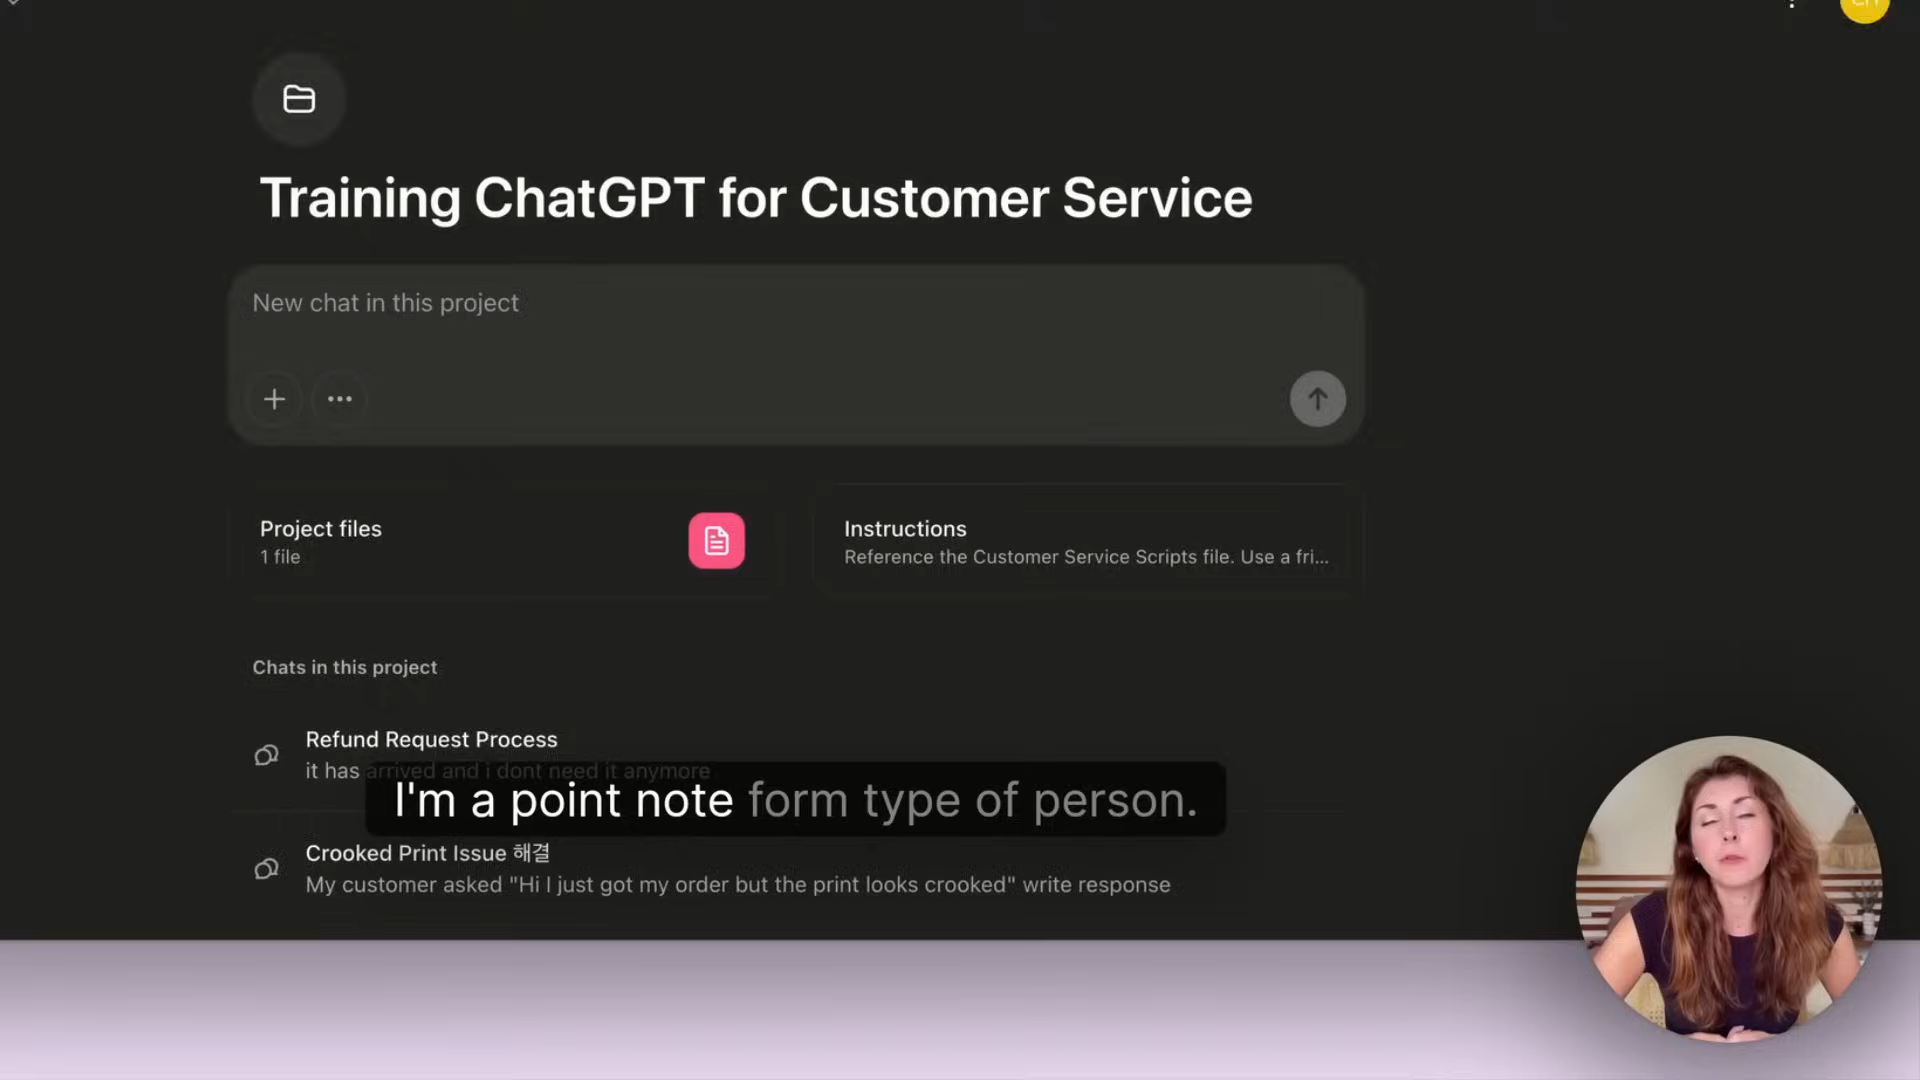 Training ChatGPT for Customer Service
New chat in this project
Project files
1 file
Instructions
Reference the Customer Service Scripts file. Use a fri...
Chats in this project
Refund Request Process
it has arrived and i dont need it anymore
I'm a point note form type of person.
Crooked Print Issue 해결
My customer asked "Hi I just got my order but the print looks crooked" write response